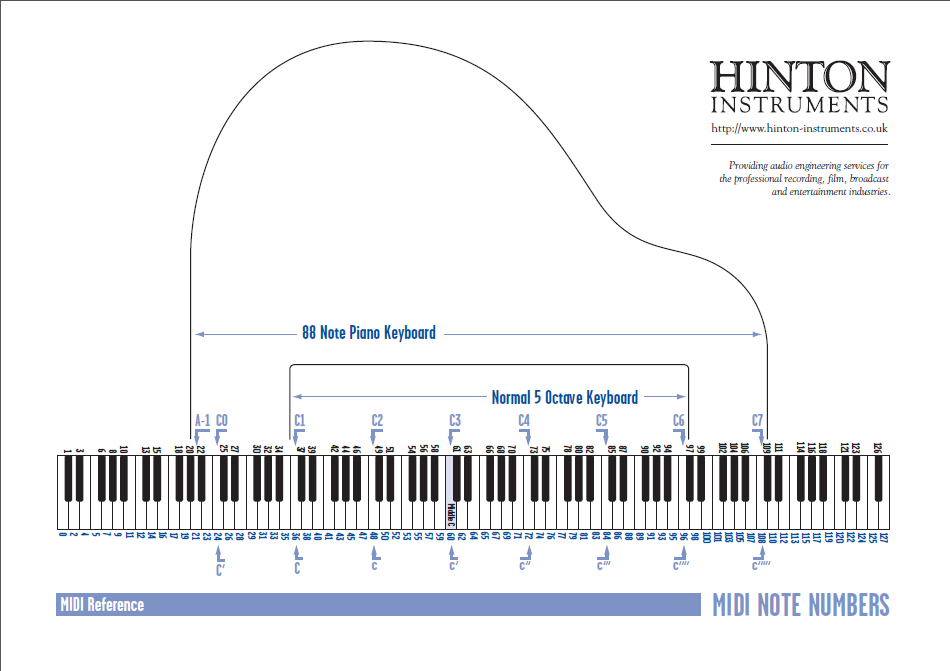 HINTON
INSTRUMENTS
http://www.hinton-instruments.co.uk
Providing audio engineering services for
the professional recording, film, broadcast
and entertainment industries.
88 Note Piano Keyboard
Normal 5 Octave Keyboard
A-1 C0 C1 C2 C3 C4 C5 C6 C7
1 3 6 8 10 13 15 18 20 22 25 27 30 32 34 37 39 42 44 46 49 51 54 56 58 61 63 66 68 70 73 75 78 80 82 85 87 90 92 94 97 99 102 104 106 109 111 114 116 118 121 123 126
Middle C
0 2 4 5 7 9 11 12 14 16 17 19 21 23 24 26 28 29 31 33 35 36 38 40 41 43 45 47 48 50 52 53 55 57 59 60 62 64 65 67 69 71 72 74 76 77 79 81 83 84 86 88 89 91 93 95 96 98 100 101 103 105 107 108 110 112 113 115 117 119 120 122 124 125 127
C' C c c' c'' c''' c'''' c'''''
MIDI Reference
MIDI NOTE NUMBERS